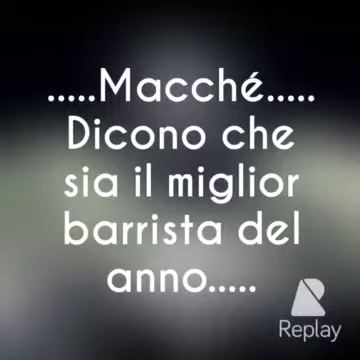 .....Macché.....
Dicono che
sia il miglior
barrista del
anno.....
Replay